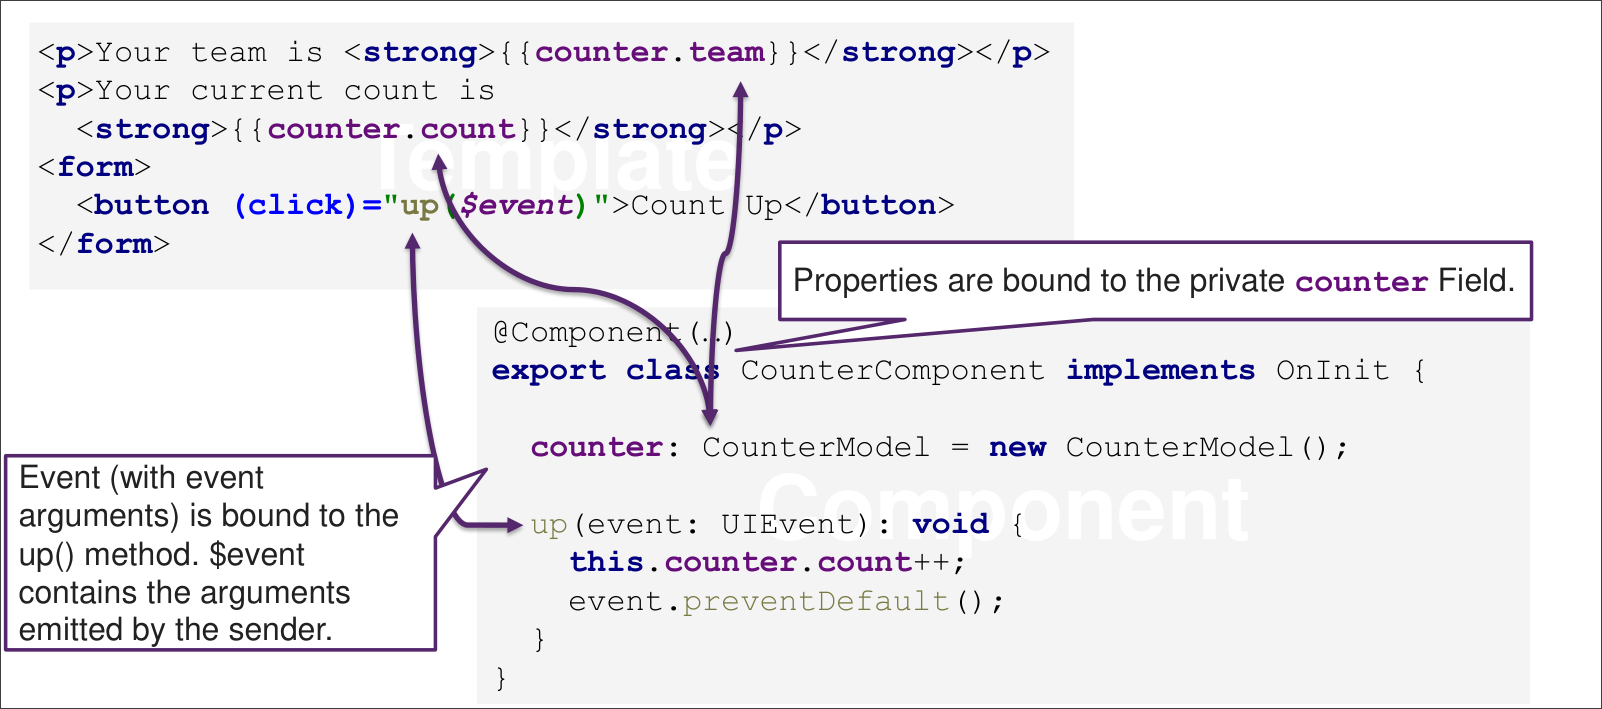 <p>Your team is <strong>{{counter.team}}</strong></p>
<p>Your current count is
<strong>{{counter.count}}</strong></p>
<form>
<button (click)="up($event)">Count Up</button>
</form>
Template
Properties are bound to the private counter Field.
@Component(…)
export class CounterComponent implements OnInit {
counter: CounterModel = new CounterModel();
Component
up(event: UIEvent): void {
this.counter.count++;
event.preventDefault();
}
}
Event (with event
arguments) is bound to the
up() method. $event
contains the arguments
emitted by the sender.